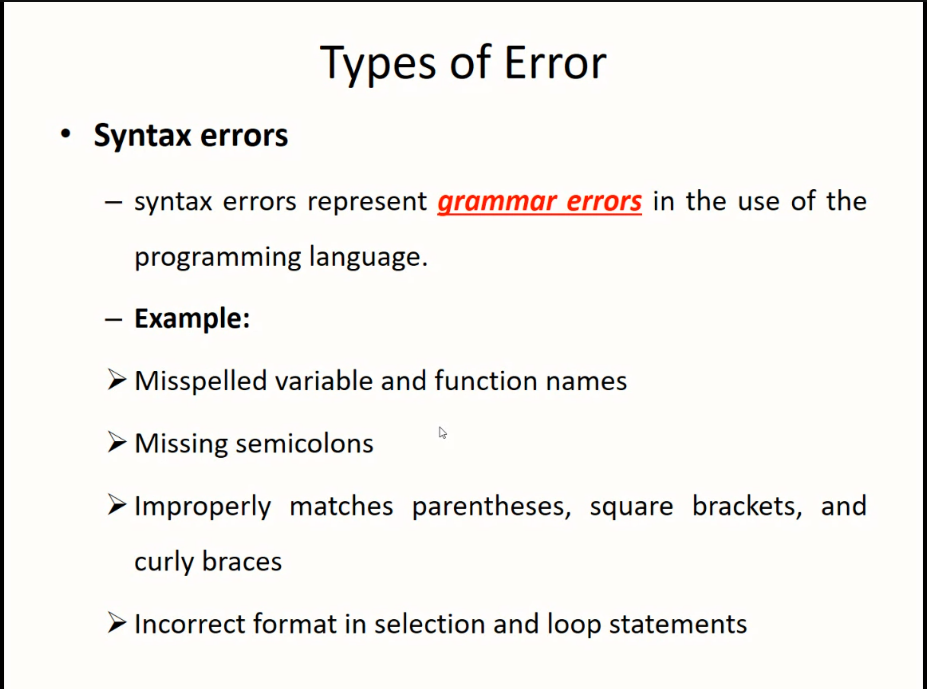 Types of Error
• Syntax errors
– syntax errors represent grammar errors in the use of the
programming language.
– Example:
➢ Misspelled variable and function names
➢ Missing semicolons
➢ Improperly matches parentheses, square brackets, and
curly braces
➢ Incorrect format in selection and loop statements